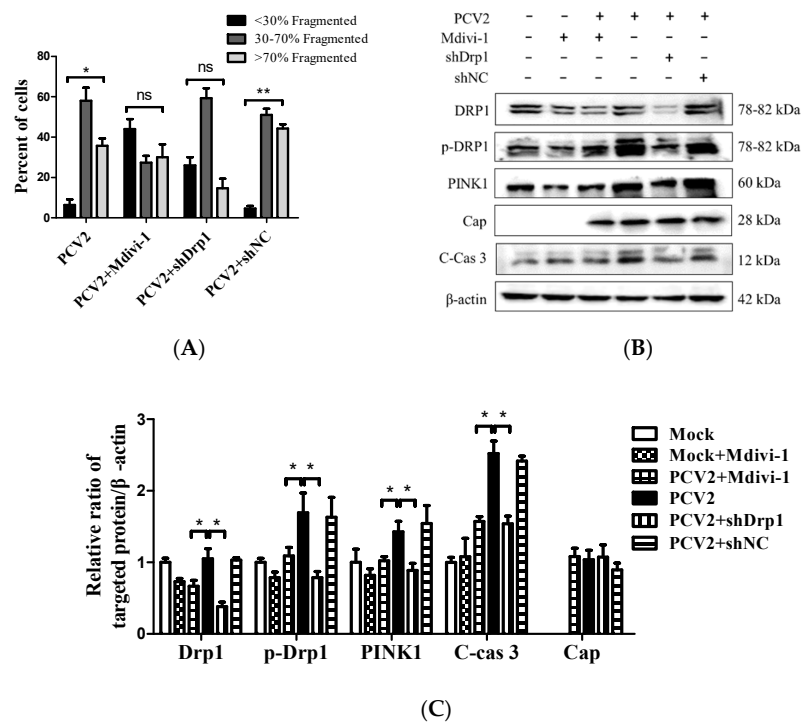 A
<30% Fragmented
30-70% Fragmented
>70% Fragmented
Percent of cells
80
60
40
20
0
* ns ns **
PCV2
PCV2+Mdivi-1
PCV2+shDrp1
PCV2+shNC
(A)
B
PCV2 - - + + + +
Mdivi-1 - + + - - -
shDrp1 - - - - + -
shNC - - - - - +
DRP1 78-82 kDa
p-DRP1 78-82 kDa
PINK1 60 kDa
Cap 28 kDa
C-Cas 3 12 kDa
β-actin 42 kDa
(B)
Relative ratio of
targeted protein/β -actin
3
2
1
0
* * * * * * * *
Drp1 p-Drp1 PINK1 C-cas 3 Cap
Mock
Mock+Mdivi-1
PCV2+Mdivi-1
PCV2
PCV2+shDrp1
PCV2+shNC
(C)